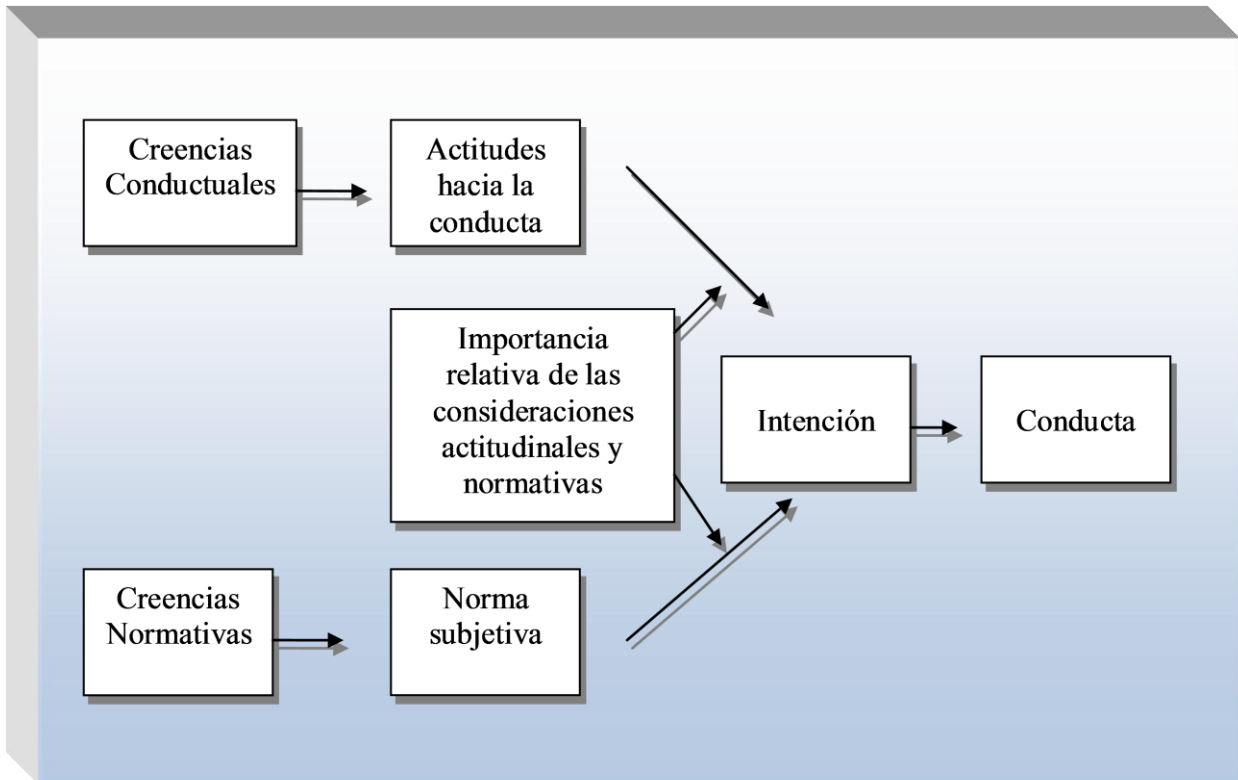 Creencias
Conductuales
Actitudes
hacia la
conducta
Importancia
relativa de las
consideraciones
actitudinales y
normativas
Intención
Conducta
Creencias
Normativas
Norma
subjetiva